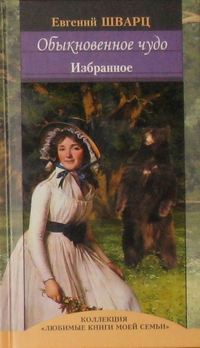 Евгений ШВАРЦ
Обыкновенное чудо
Избранное
КОЛЛЕКЦИЯ
«ЛЮБИМЫЕ КНИГИ МОЕЙ СЕМЬИ»